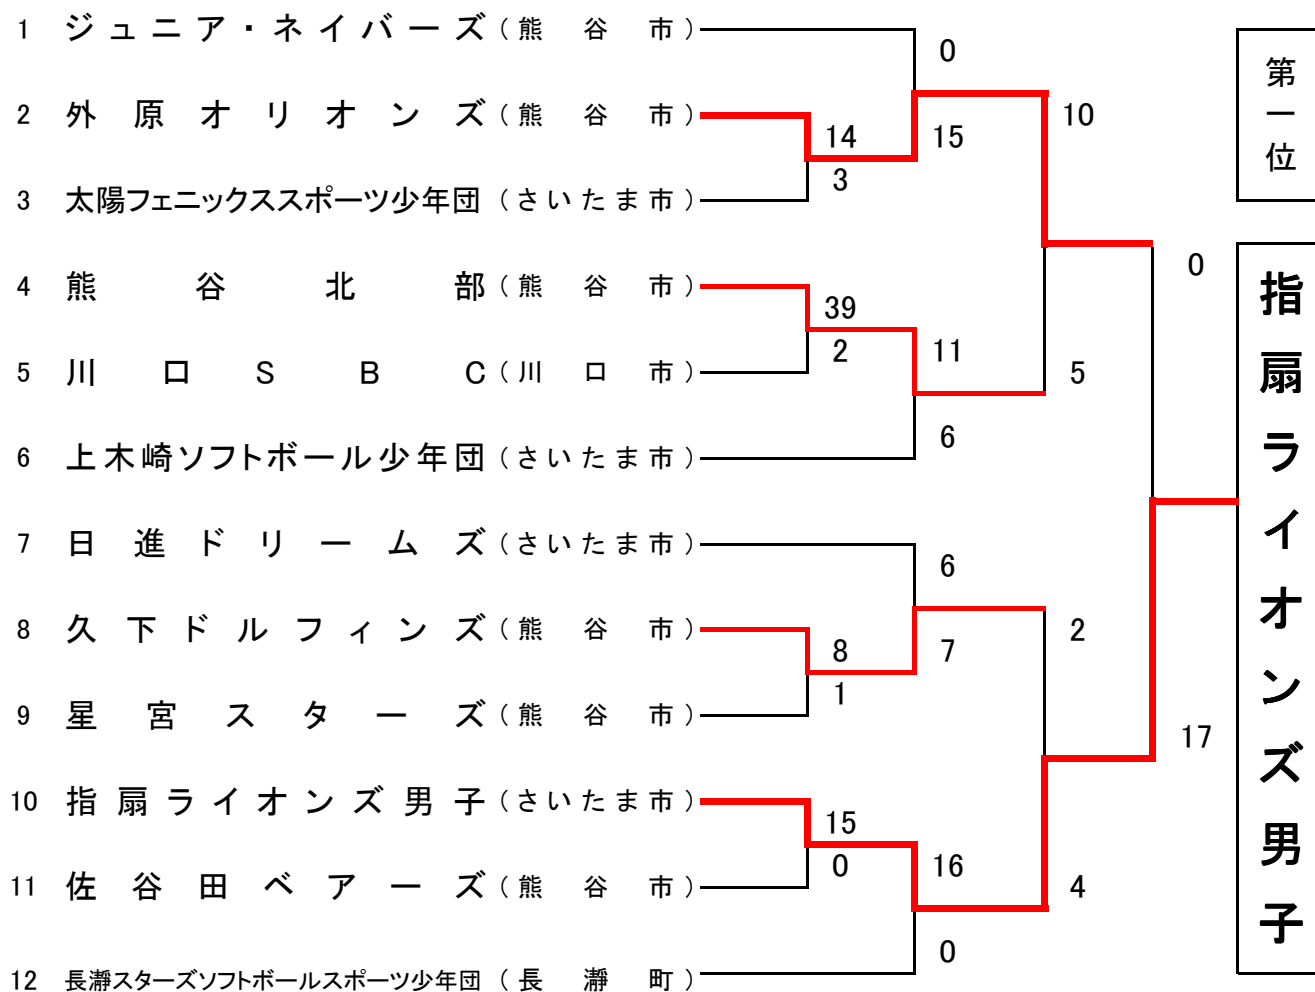 1 ジュニア・ネイバーズ（熊谷市）
0
2 外原オリオンズ（熊谷市）
14
15
10
3
3 太陽フェニックススポーツ少年団（さいたま市）
4 熊谷北部（熊谷市）
39
2
11
5
5 川口SBC（川口市）
6
6 上木崎ソフトボール少年団（さいたま市）
0
7 日進ドリームズ（さいたま市）
6
8 久下ドルフィンズ（熊谷市）
8
7
2
1
9 星宮スターズ（熊谷市）
17
10 指扇ライオンズ男子（さいたま市）
15
0
16
4
11 佐谷田ベアーズ（熊谷市）
0
12 長瀞スターズソフトボールスポーツ少年団（長瀞町）
第一位
指扇ライオンズ男子